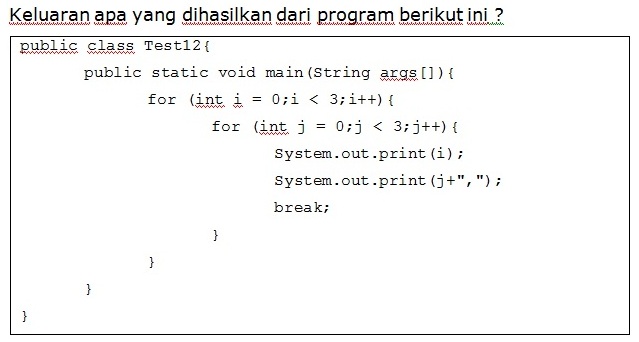 Keluaran apa yang dihasilkan dari program berikut ini ?
public class Test12{
public static void main(String args[]){
for (int i = 0;i < 3;i++){
for (int j = 0;j < 3;j++){
System.out.print(i);
System.out.print(j+",");
break;
}
}
}
}